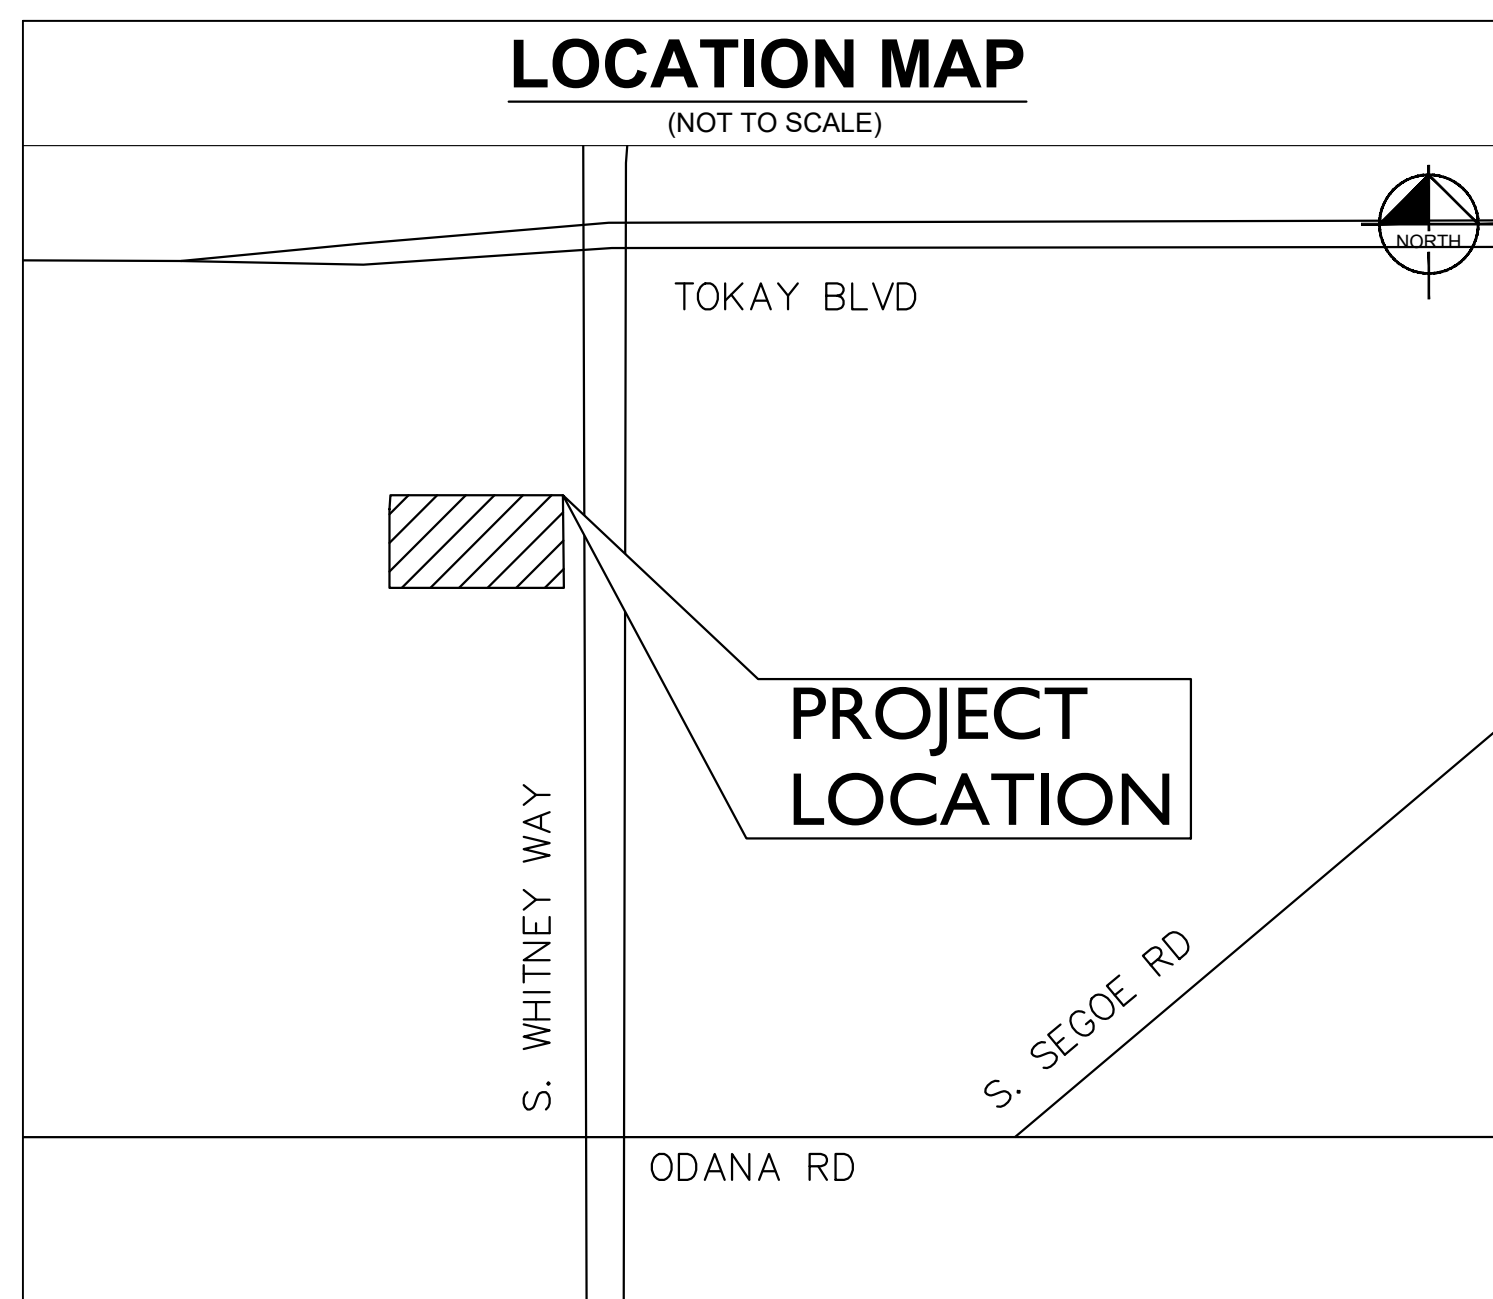 LOCATION MAP
(NOT TO SCALE)
NORTH
TOKAY BLVD
PROJECT
LOCATION
S. WHITNEY WAY
S. SEGOE RD
ODANA RD